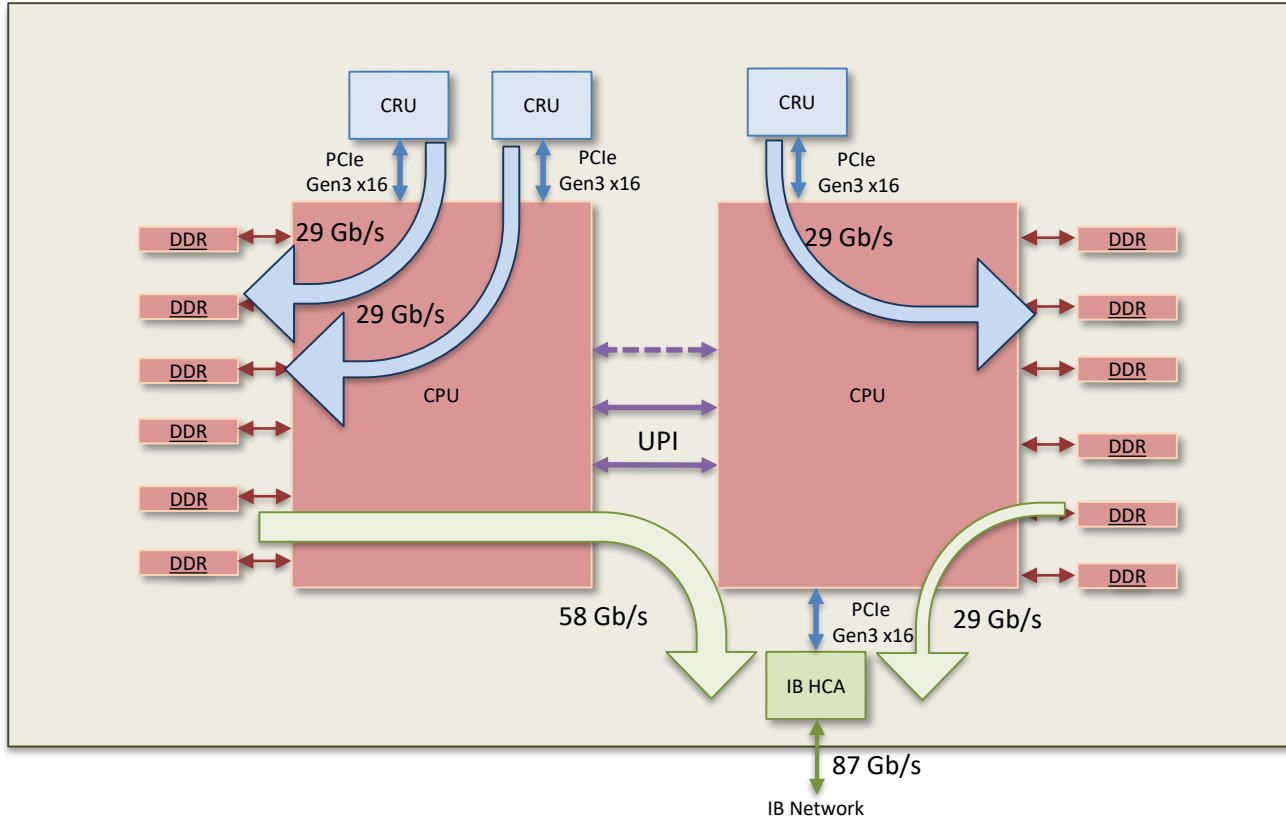 CRU
CRU
CRU
PCIe
Gen3 x16
PCIe
Gen3 x16
PCIe
Gen3 x16
29 Gb/s
29 Gb/s
29 Gb/s
DDR
DDR
DDR
DDR
DDR
DDR
CPU
UPI
CPU
DDR
DDR
DDR
DDR
DDR
DDR
58 Gb/s
PCIe
Gen3 x16
29 Gb/s
IB HCA
87 Gb/s
IB Network